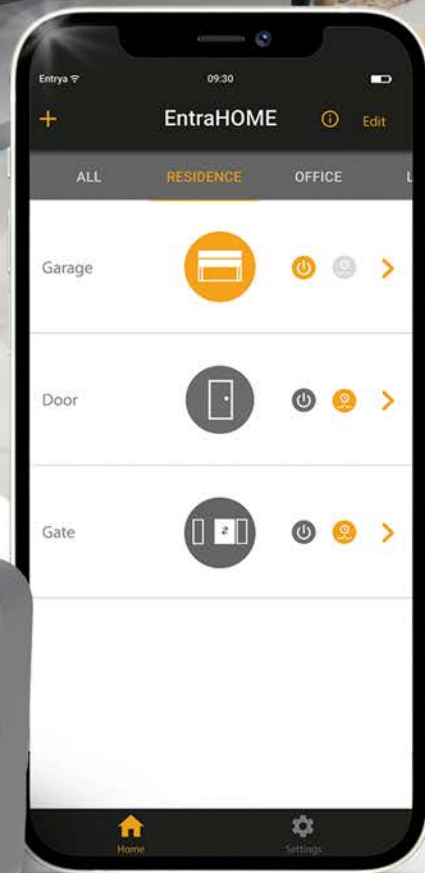 Entrya 09:30
+ EntraHOME Edit
ALL RESIDENCE OFFICE L
Garage
Door
Gate
Home Settings